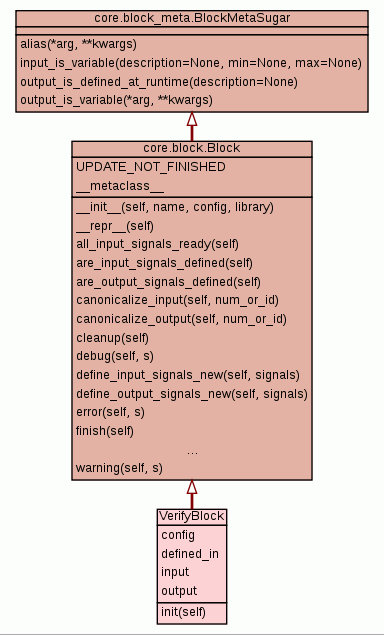 core.block_meta.BlockMetaSugar
alias(*arg, **kwargs)
input_is_variable(description=None, min=None, max=None)
output_is_defined_at_runtime(description=None)
output_is_variable(*arg, **kwargs)
core.block.Block
UPDATE_NOT_FINISHED
__metaclass__
__init__(self, name, config, library)
__repr__(self)
all_input_signals_ready(self)
are_input_signals_defined(self)
are_output_signals_defined(self)
canonicalize_input(self, num_or_id)
canonicalize_output(self, num_or_id)
cleanup(self)
debug(self, s)
define_input_signals_new(self, signals)
define_output_signals_new(self, signals)
error(self, s)
finish(self)
...
warning(self, s)
VerifyBlock
config
defined_in
input
output
init(self)